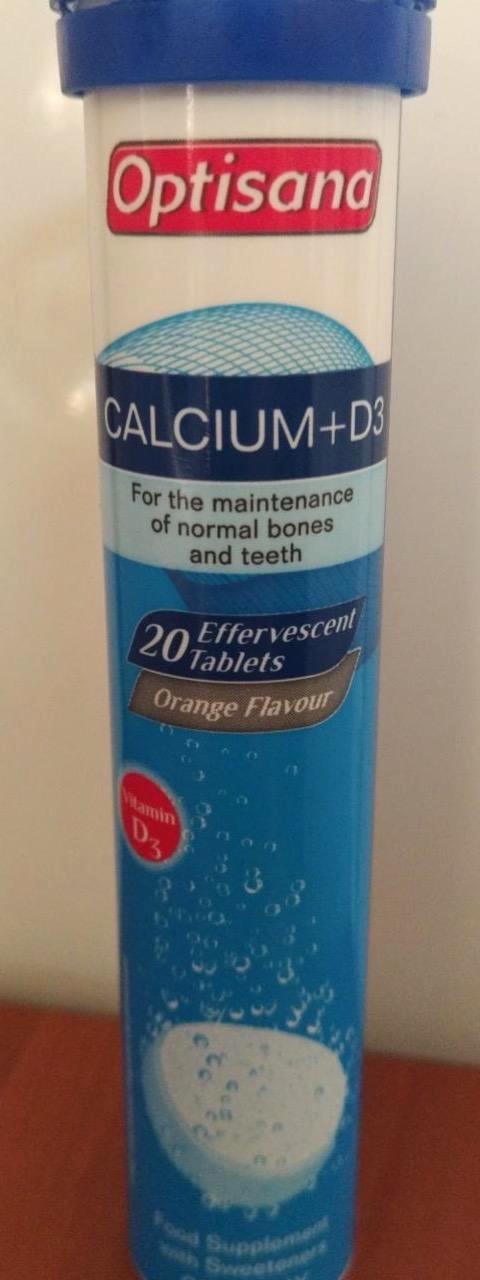 Optisana
CALCIUM+D3
For the maintenance
of normal bones
and teeth
20 Effervescent
Tablets
Orange Flavour
Vitamin
D3
Food Supplement
with Sweeteners